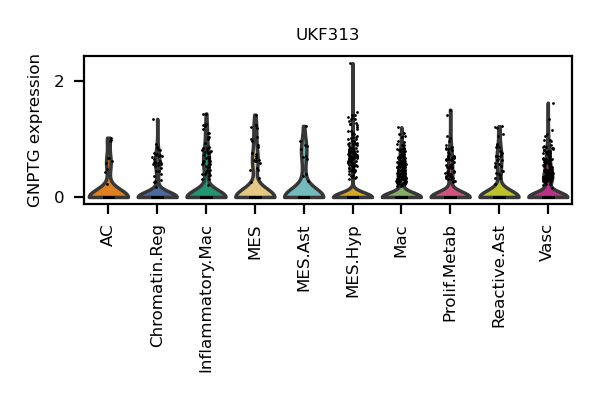 UKF313
GNPTG expression
2
0
AC
Chromatin.Reg
Inflammatory.Mac
MES
MES.Ast
MES.Hyp
Mac
Prolif.Metab
Reactive.Ast
Vasc